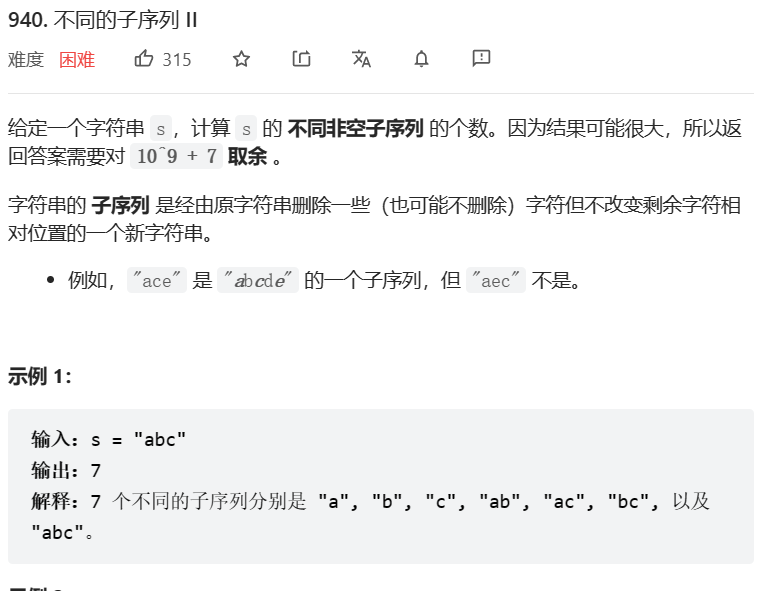 940. 不同的子序列 II
难度 困难 315
给定一个字符串 s，计算 s 的 不同非空子序列 的个数。因为结果可能很大，所以返
回答案需要对 10^9 + 7 取余 。
字符串的 子序列 是经由原字符串删除一些（也可能不删除）字符但不改变剩余字符相
对位置的一个新字符串。
• 例如，"ace" 是 "abcde" 的一个子序列，但 "aec" 不是。
示例 1：
输入：s = "abc"
输出：7
解释：7 个不同的子序列分别是 "a", "b", "c", "ab", "ac", "bc", 以及
"abc"。